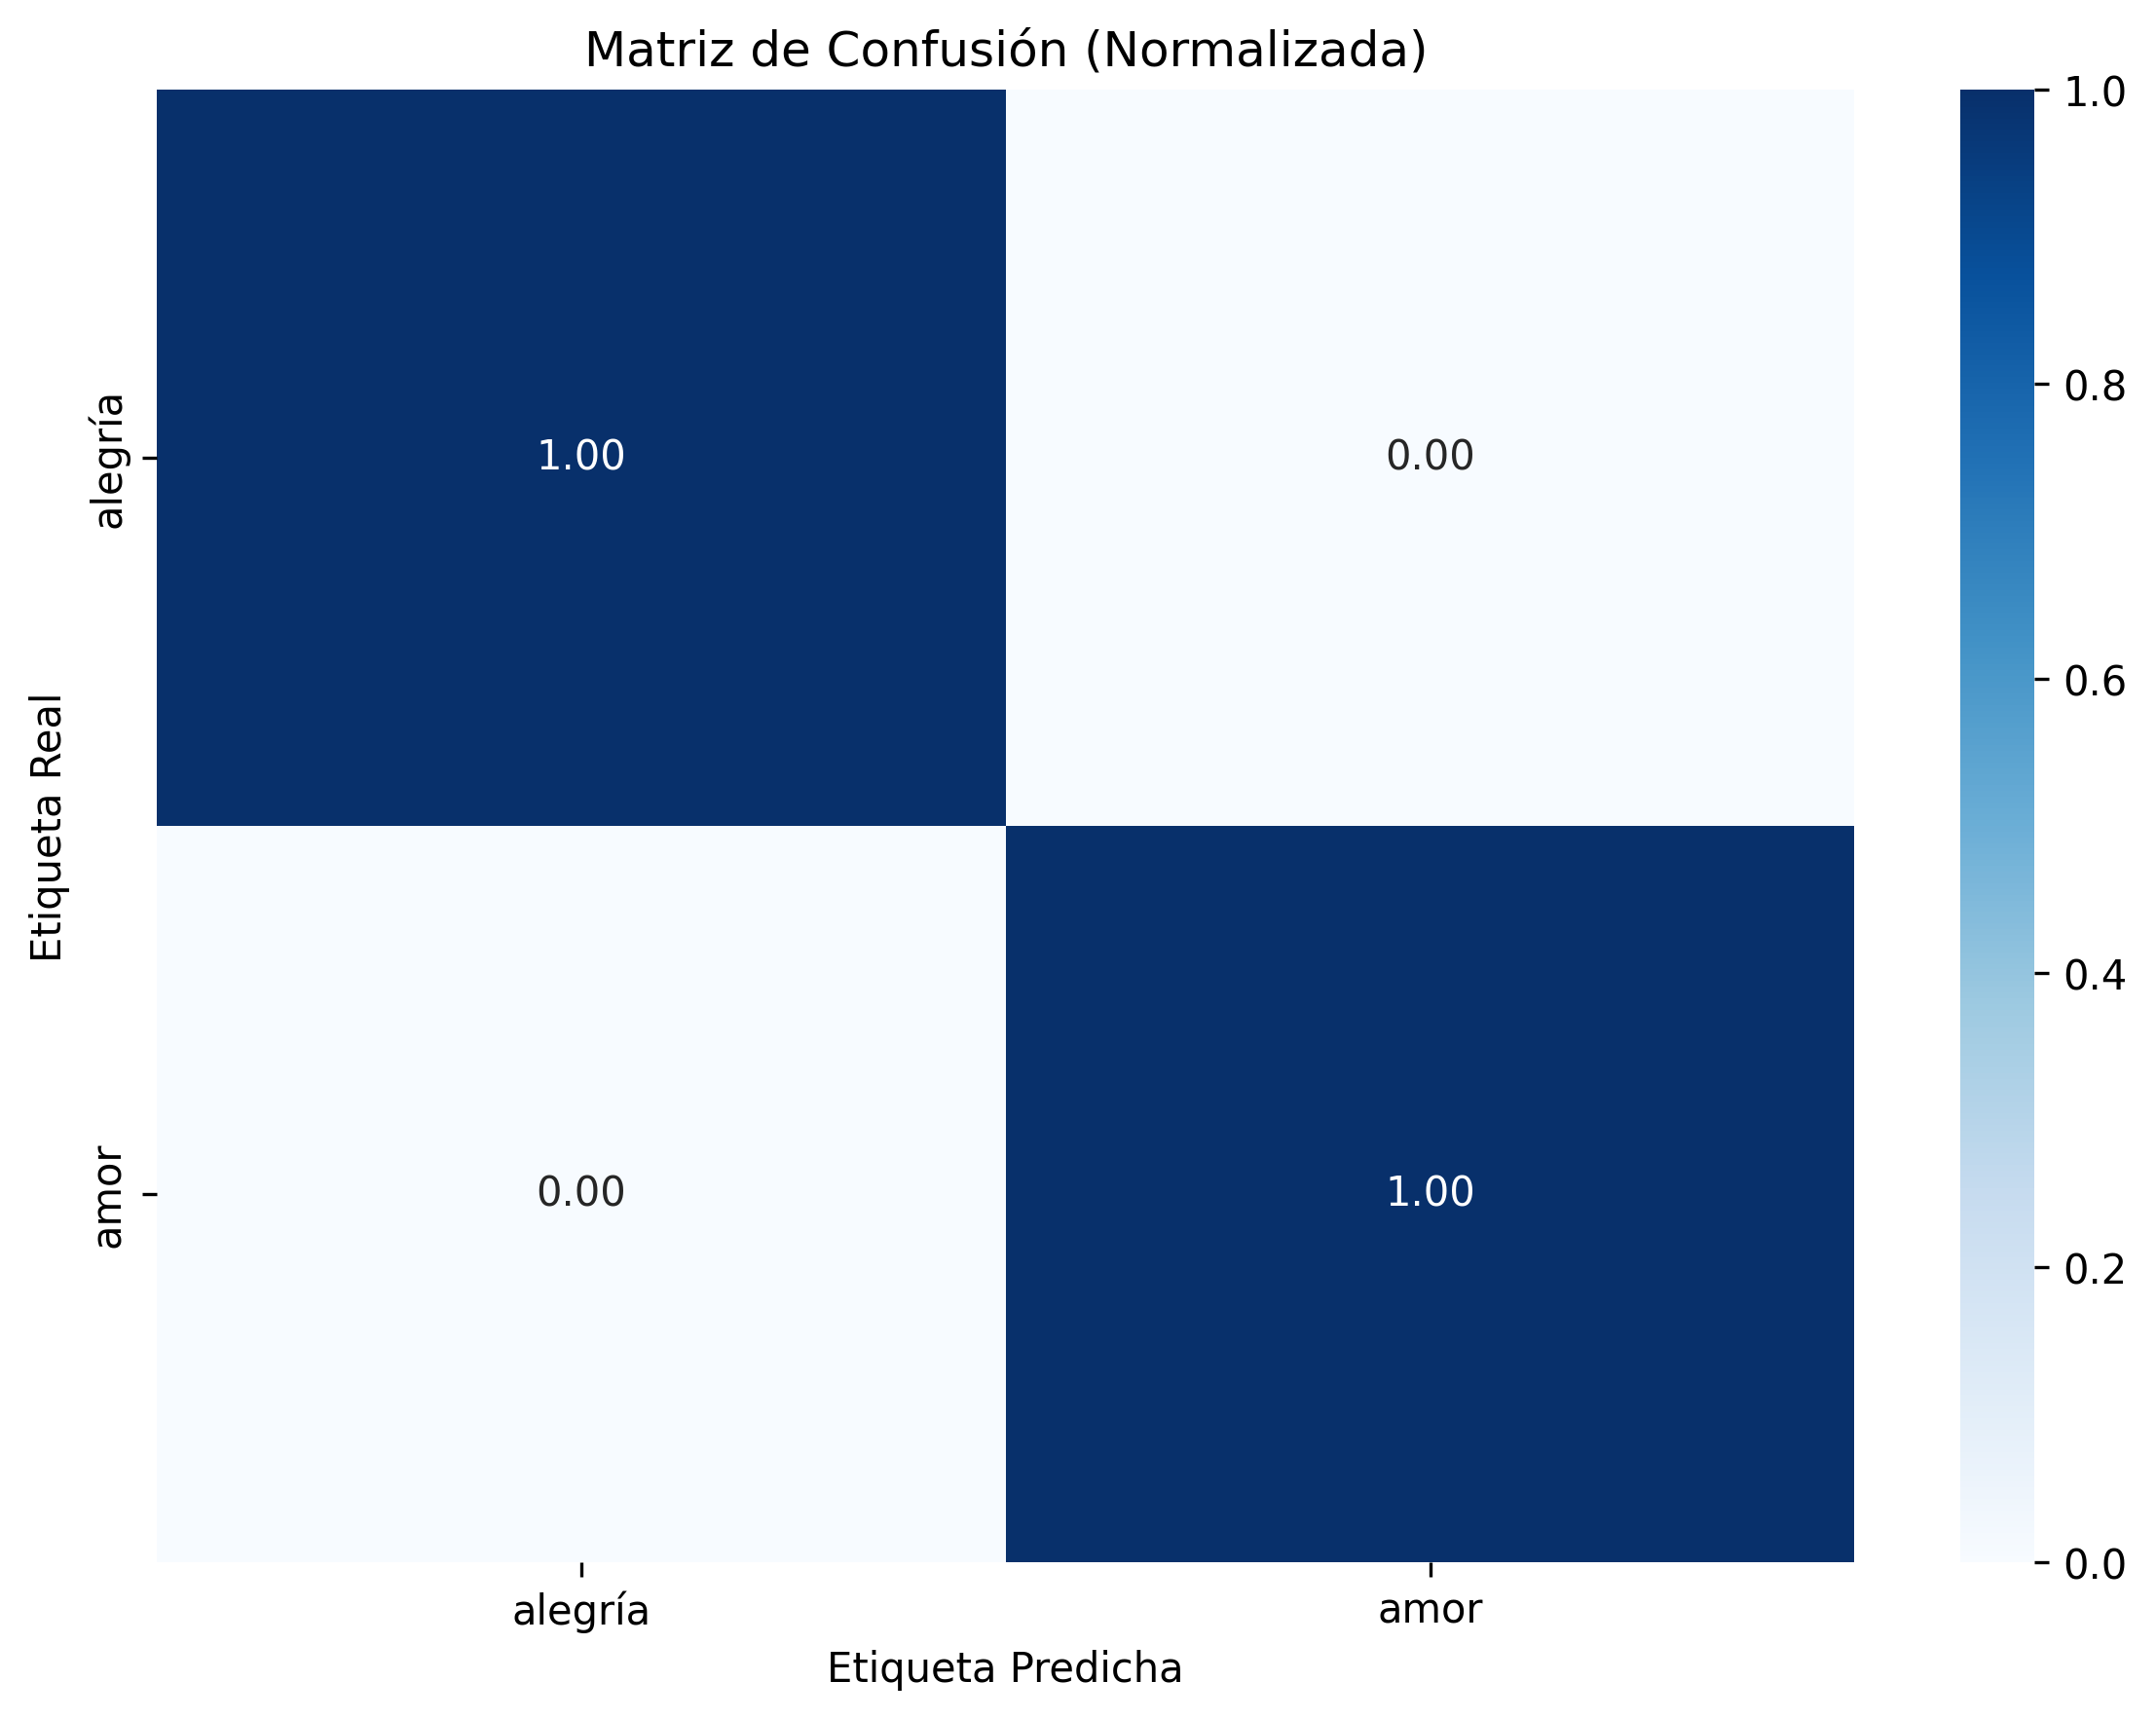 Matriz de Confusión (Normalizada)
1.0
0.8
0.6
0.4
0.2
0.0
Etiqueta Real
alegría
1.00
0.00
amor
0.00
1.00
alegría
amor
Etiqueta Predicha